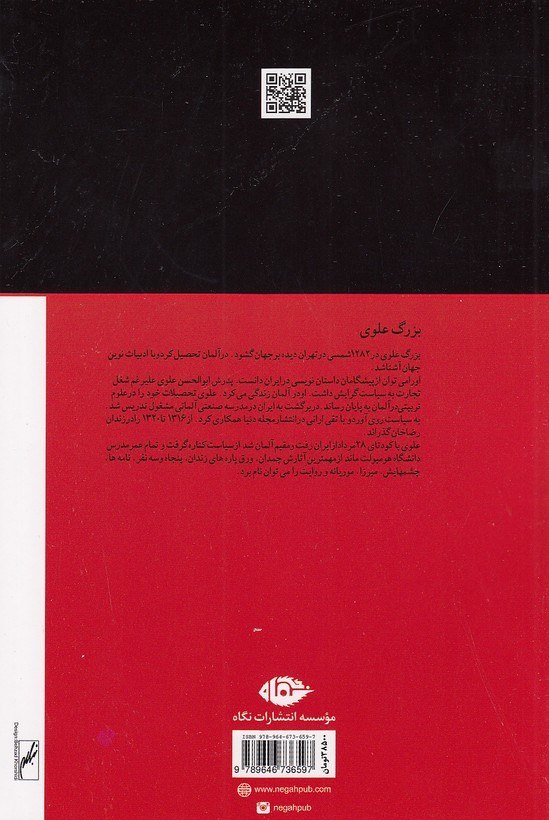 بزرگ علوی
بزرگ علوی در ۱۲۸۲ شمسی در تهران دیده بر جهان گشود. در آلمان تحصیل کرد و با ادبیات نوین
جهان آشنا شد.
او را می توان از پیشگامان داستان نویسی در ایران دانست. پدرش ابوالحسن علوی علیرغم شغل
تجارت به سیاست گرایش داشت. او در آلمان زندگی می کرد. علوی تحصیلات خود را در علوم
تربیتی در آلمان به پایان رساند. در برگشت به ایران در مدرسه صنعتی آلمانی مشغول تدریس شد.
به سیاست روی آورد و با تقی ارانی در انتشار مجله دنیا همکاری کرد. از ۱۳۱۶ تا ۱۳۲۰ را در زندان
رضاخان گذراند.
علوی با کودتای ۲۸ مرداد از ایران رفت و مقیم آلمان شد. از سیاست کناره گرفت و تمام عمر مدرس
دانشگاه هومبولت ماند. از مهمترین آثارش چمدان، ورق پاره های زندان، پنجاه و سه نفر، نامه ها،
چشمهایش، میرزا، موریانه و روایت را می توان نام برد.
نگاه
مؤسسه انتشارات نگاه
ISBN 978-964-673-659-7
9 789646 736597
۳۸۵۰۰ تومان
www.negahpub.com
negahpub